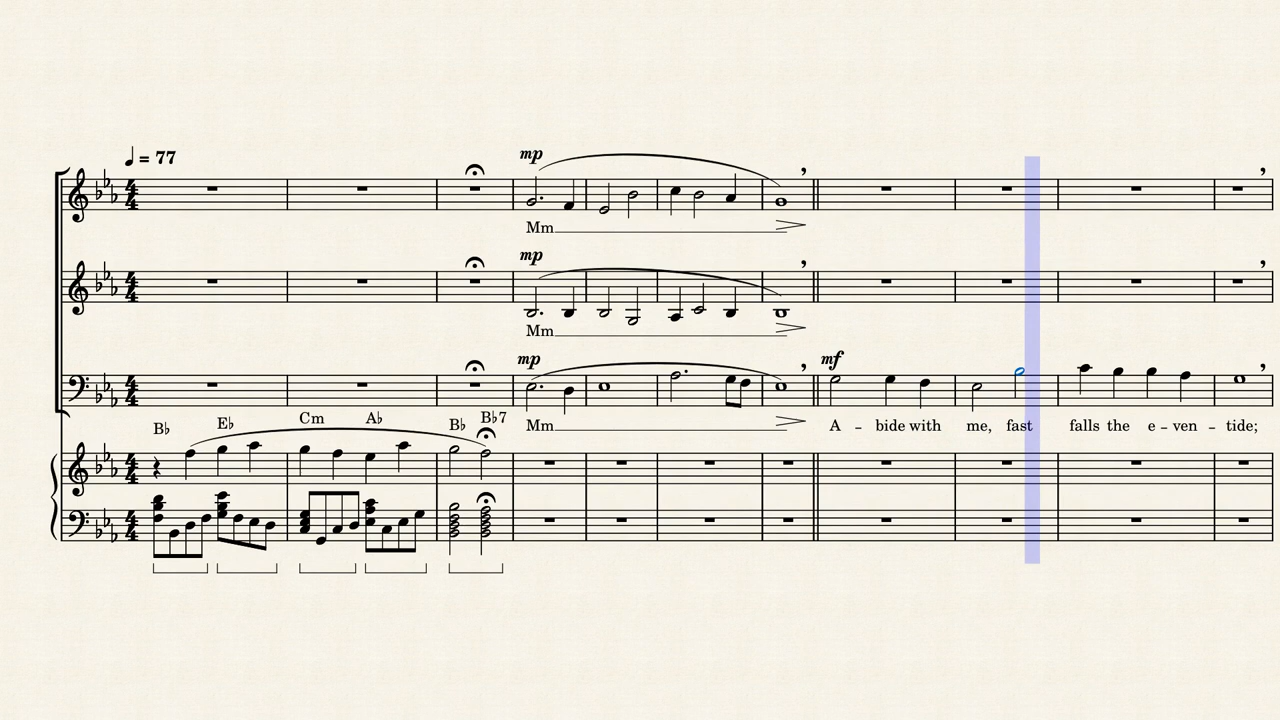 ♩ = 77
mp
Mm
mp
Mm
mp
mf
B♭ E♭ Cm A♭ B♭ B♭7
Mm A – bide with me, fast falls the e – ven – tide;